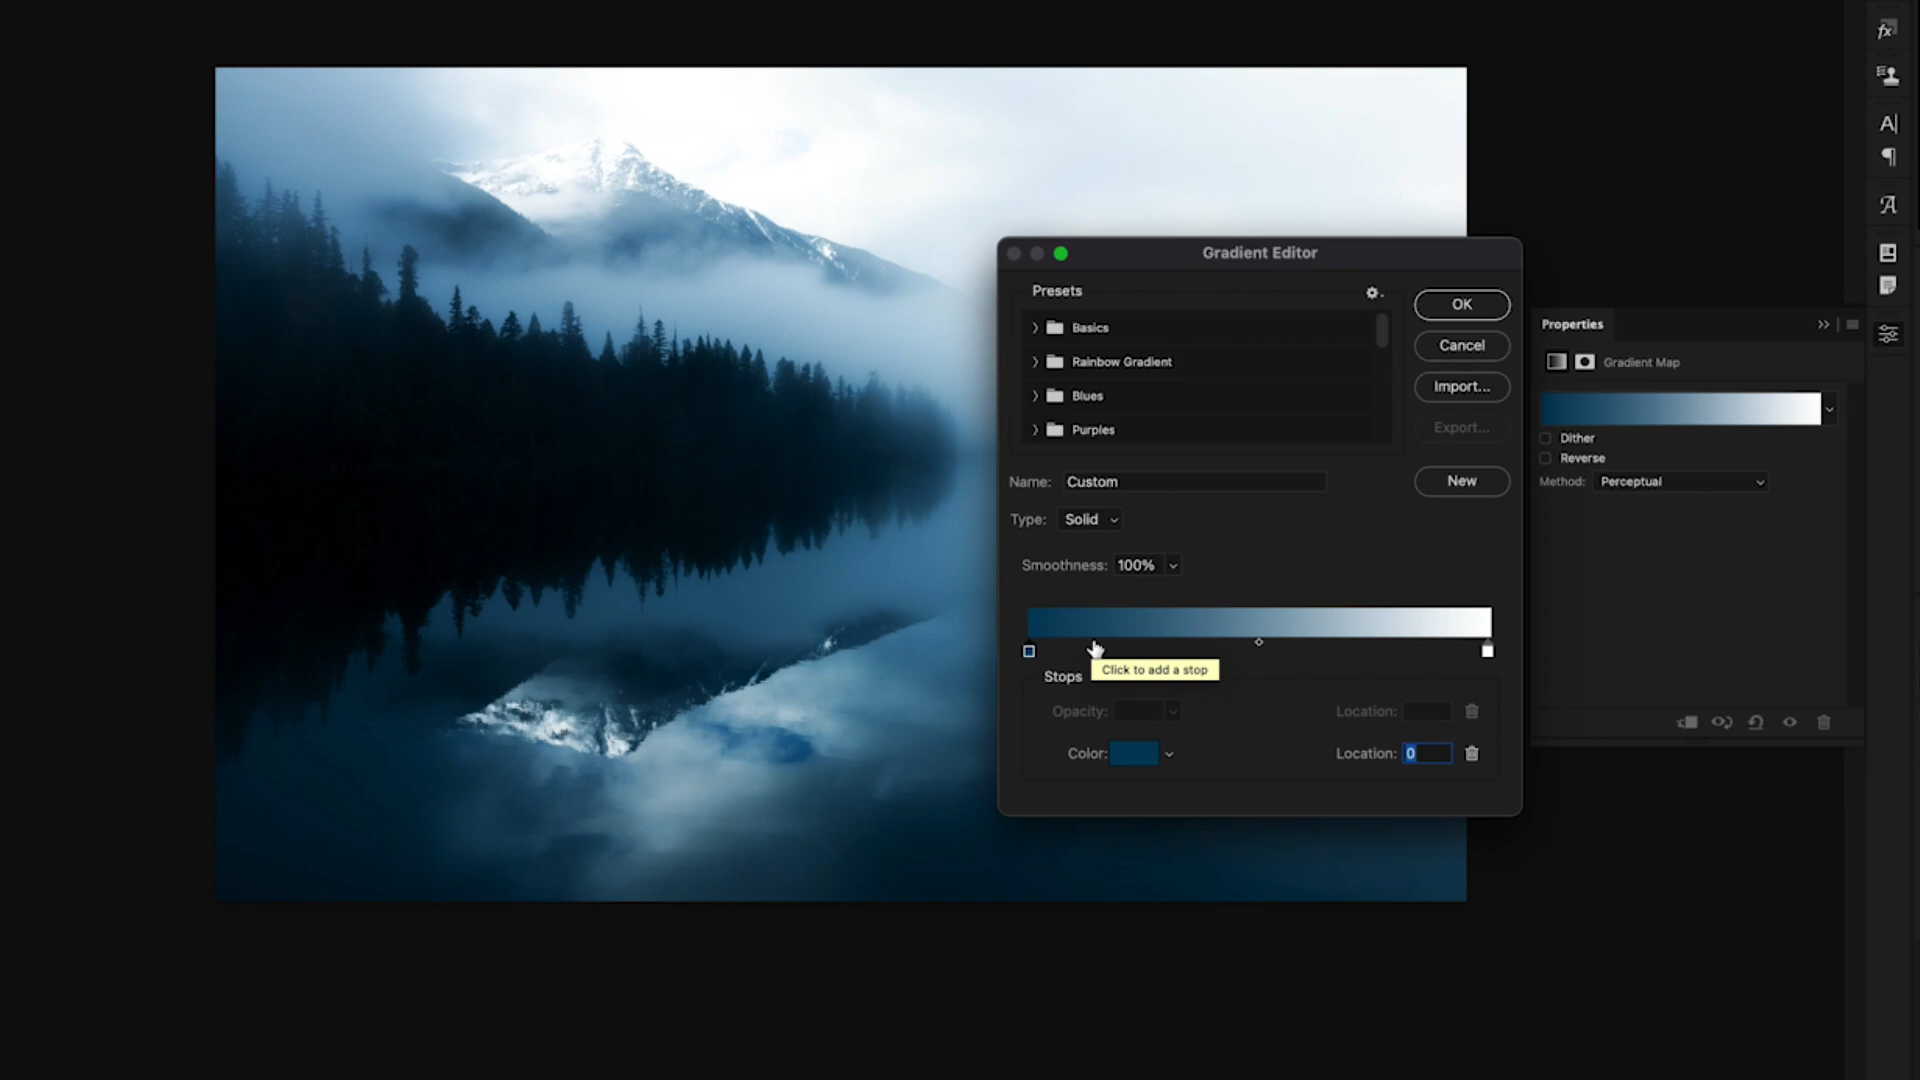 Gradient Editor
Presets
Basics
Rainbow Gradient
Blues
Purples
OK
Cancel
Import...
Export...
New
Name: Custom
Type: Solid
Smoothness: 100%
Click to add a stop
Stops
Opacity:
Location:
Color:
Location: 0
Properties
Gradient Map
Dither
Reverse
Method: Perceptual
fx
A
¶
A